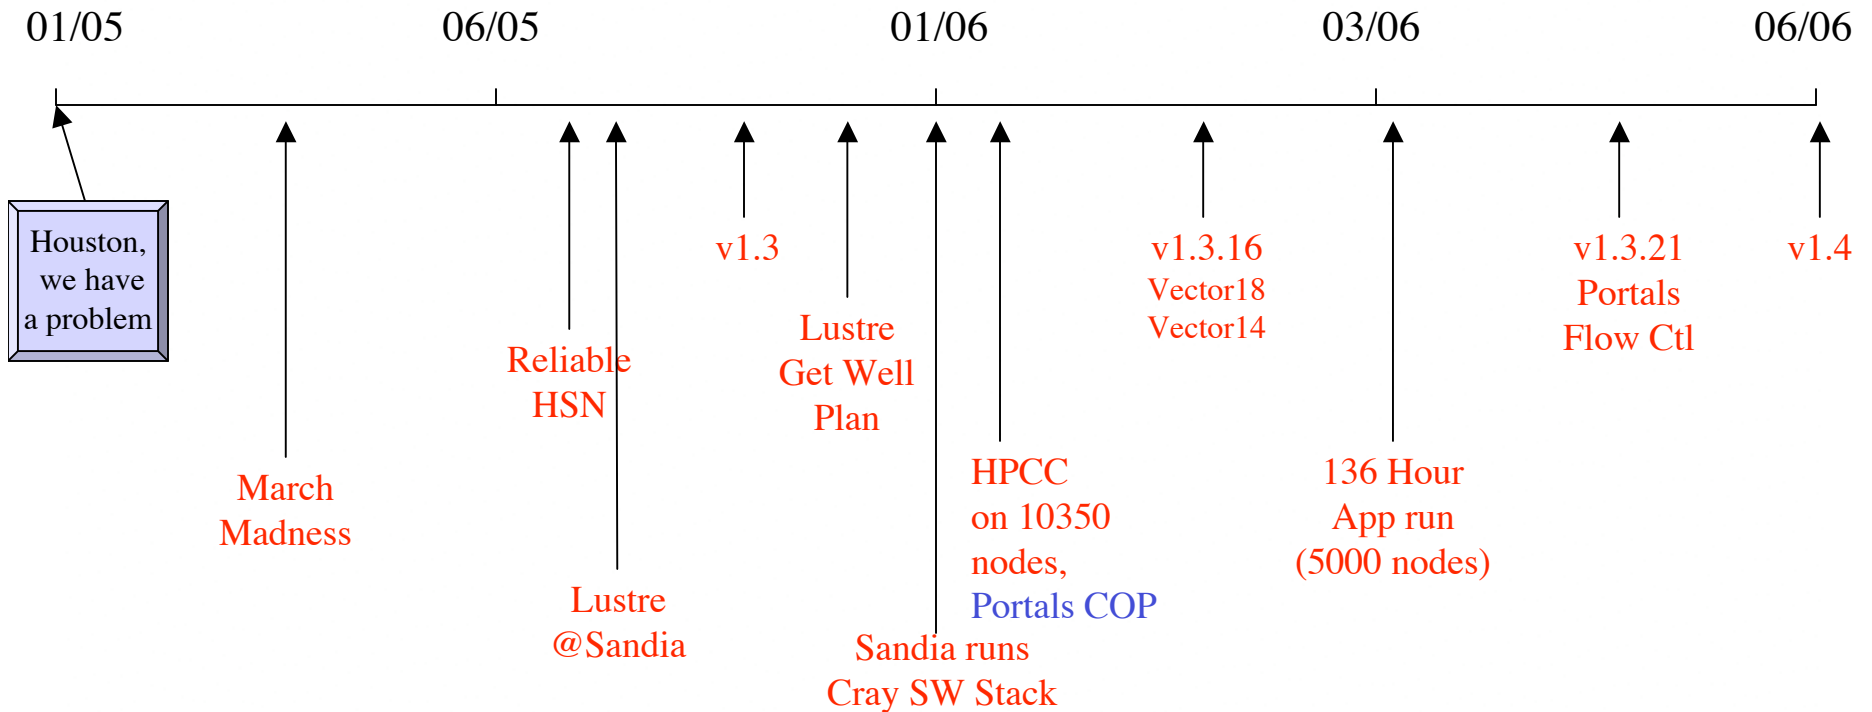 01/05
06/05
01/06
03/06
06/06
Houston,
we have
a problem
March
Madness
Reliable
HSN
Lustre
@Sandia
v1.3
Lustre
Get Well
Plan
Sandia runs
Cray SW Stack
HPCC
on 10350
nodes,
Portals COP
v1.3.16
Vector18
Vector14
136 Hour
App run
(5000 nodes)
v1.3.21
Portals
Flow Ctl
v1.4